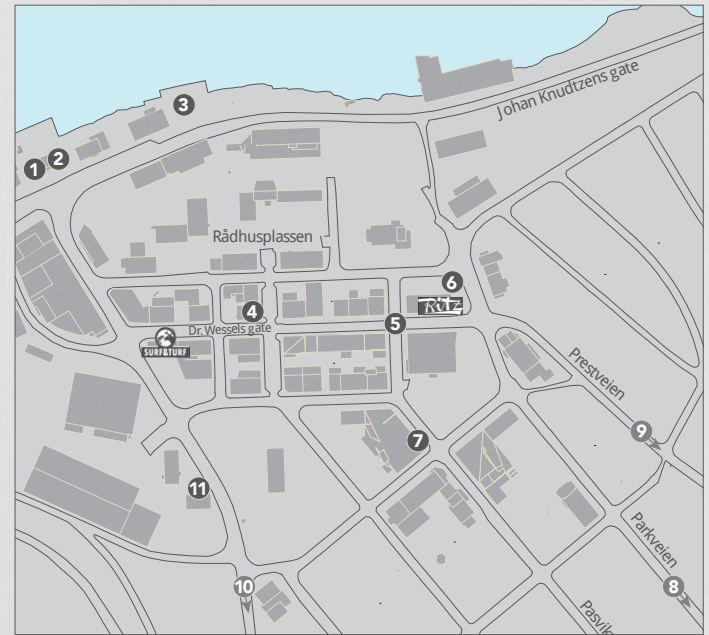 Johan Knudtzens gate
3
2
1
Rådhusplassen
6
Ritz
4
5
Dr. Wessels gate
SURF&TURF
Prestveien
9
7
11
Parkveien
10
8